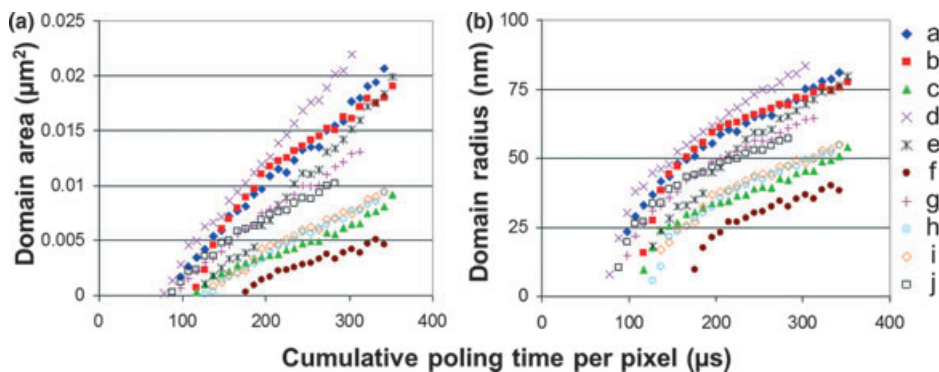 (a)
0.025
0.02
0.015
0.01
0.005
0
0 100 200 300 400
Domain area (µm²)
(b)
100
75
50
25
0
0 100 200 300 400
Domain radius (nm)
a
b
c
d
e
f
g
h
i
j
Cumulative poling time per pixel (µs)